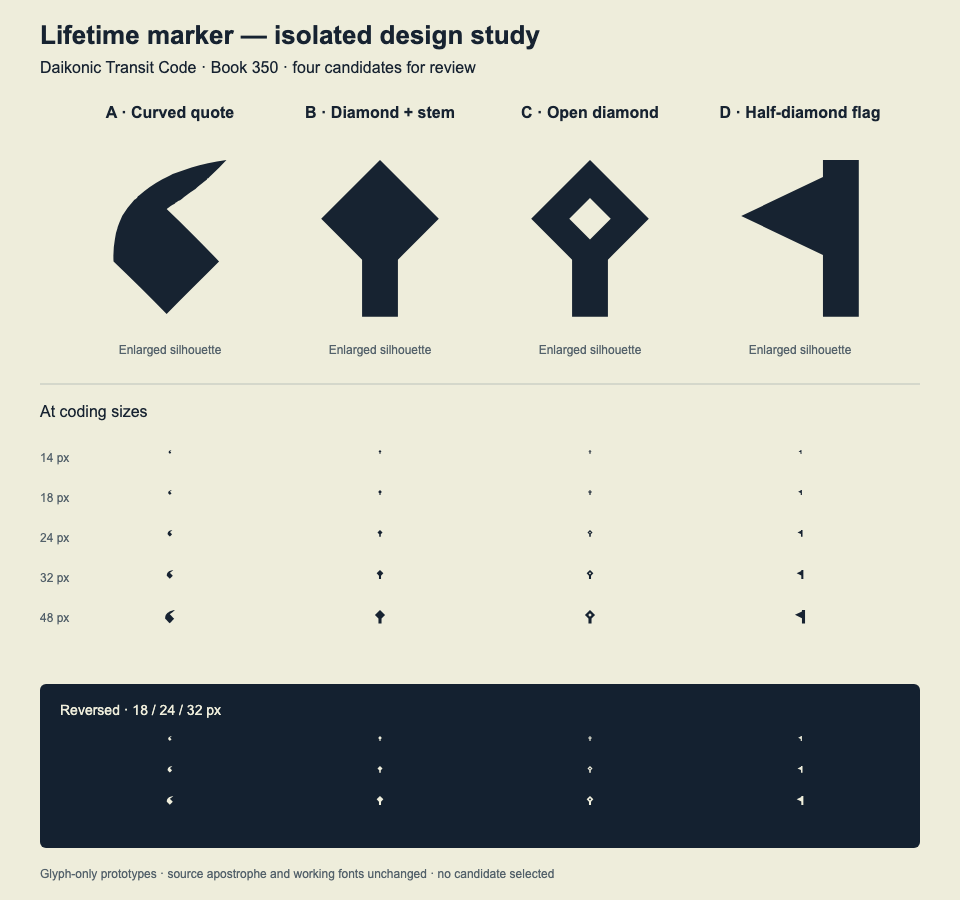 Lifetime marker — isolated design study
Daikonic Transit Code · Book 350 · four candidates for review
A · Curved quote
B · Diamond + stem
C · Open diamond
D · Half-diamond flag
Enlarged silhouette
Enlarged silhouette
Enlarged silhouette
Enlarged silhouette
At coding sizes
14 px
18 px
24 px
32 px
48 px
Reversed · 18 / 24 / 32 px
Glyph-only prototypes · source apostrophe and working fonts unchanged · no candidate selected